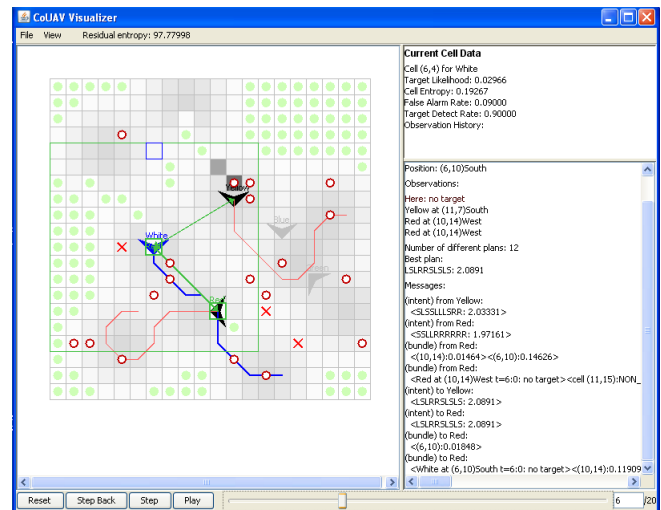 CoUAV Visualizer
File View Residual entropy: 97.77998
Current Cell Data
Cell (6,4) for White
Target Likelihood: 0.02966
Cell Entropy: 0.19267
False Alarm Rate: 0.09000
Target Detect Rate: 0.90000
Observation History:
Position: (6,10)South
Observations:
Here: no target
Yellow at (11,7)South
Red at (10,14)West
Red at (10,14)West
Number of different plans: 12
Best plan:
LSLRRSLSLS: 2.0891
Messages:
(intent) from Yellow:
<SLSSLLLSRR: 2.03331>
(intent) from Red:
<SSLLRRRRRR: 1.97161>
(bundle) from Red:
<(10,14):0.01464><(6,10):0.14626>
(bundle) from Red:
<Red at (10,14)West t=6:0: no target><cell (11,15):NON_
(intent) to Yellow:
<LSLRRSLSLS: 2.0891>
(intent) to Red:
<LSLRRSLSLS: 2.0891>
(bundle) to Red:
<(6,10):0.01848>
(bundle) to Red:
<White at (6,10)South t=6:0: no target><(10,14):0.11909
Yellow
Blue
White
Green
Red
Reset Step Back Step Play 6 /20